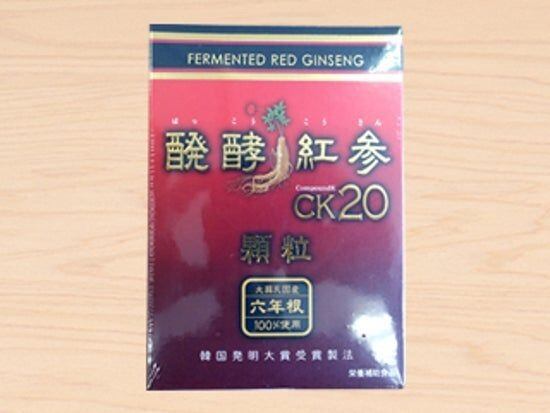 FERMENTED RED GINSENG
はっ こう こう さん
醗酵紅参
CompoundK
CK20
顆粒
大韓民国産
六年根
100%使用
韓国発明大賞受賞製法
栄養補助食品